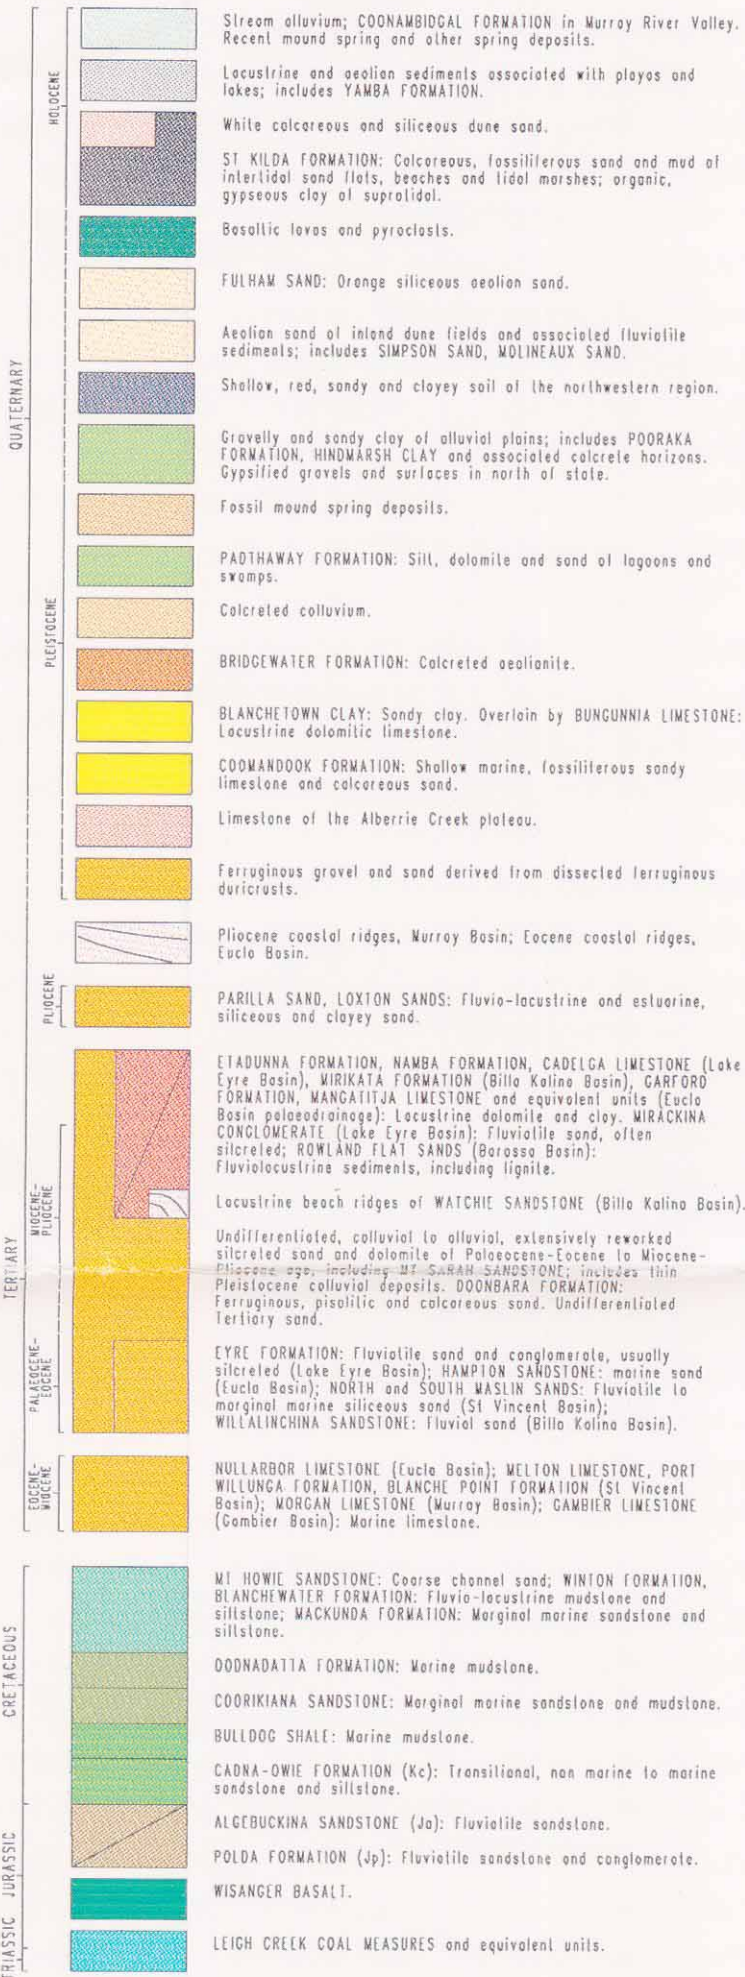 Stream alluvium; COONAMBIDGAL FORMATION in Murray River Valley.
Recent mound spring and other spring deposits.
Lacustrine and aeolian sediments associated with playas and
lakes; includes YAMBA FORMATION.
White calcareous and siliceous dune sand.
ST KILDA FORMATION: Calcareous, fossiliferous sand and mud of
intertidal sand flats, beaches and tidal marshes; organic,
gypseous clay of supratidal.
HOLOCENE
Basaltic lavas and pyroclasts.
FULHAM SAND: Orange siliceous aeolian sand.
Aeolian sand of inland dune fields and associated fluviatile
sediments; includes SIMPSON SAND, MOLINEAUX SAND.
Shallow, red, sandy and clayey soil of the northwestern region.
QUATERNARY
Gravelly and sandy clay of alluvial plains; includes POORAKA
FORMATION, HINDMARSH CLAY and associated calcrete horizons.
Gypsified gravels and surfaces in north of state.
Fossil mound spring deposits.
PADTHAWAY FORMATION: Silt, dolomite and sand of lagoons and
swamps.
Calcreted colluvium.
PLEISTOCENE
BRIDGEWATER FORMATION: Calcreted aeolianite.
BLANCHETOWN CLAY: Sandy clay. Overlain by BUNGUNNIA LIMESTONE:
Lacustrine dolomitic limestone.
COOMANDOOK FORMATION: Shallow marine, fossiliferous sandy
limestone and calcareous sand.
Limestone of the Alberrie Creek plateau.
Ferruginous gravel and sand derived from dissected ferruginous
duricrusts.
Pliocene coastal ridges, Murray Basin; Eocene coastal ridges,
Eucla Basin.
PLIOCENE
PARILLA SAND, LOXTON SANDS: Fluvio-lacustrine and estuarine,
siliceous and clayey sand.
ETADUNNA FORMATION, NAMBA FORMATION, CADELGA LIMESTONE (Lake
Eyre Basin), MIRIKATA FORMATION (Billa Kalina Basin), GARFORD
FORMATION, MANGATITJA LIMESTONE and equivalent units (Eucla
Basin palaeodrainage): Lacustrine dolomite and clay. MIRACKINA
CONGLOMERATE (Lake Eyre Basin): Fluviatile sand, often
silcreted; ROWLAND FLAT SANDS (Barossa Basin):
Fluviolacustrine sediments, including lignite.
MIOCENE-
PLIOCENE
Lacustrine beach ridges of WATCHIE SANDSTONE (Billa Kalina Basin).
TERTIARY
Undifferentiated, colluvial to alluvial, extensively reworked
silcreted sand and dolomite of Palaeocene-Eocene to Miocene-
Pliocene age, including MT SARAH SANDSTONE; includes thin
Pleistocene colluvial deposits. DOONBARA FORMATION:
Ferruginous, pisolitic and calcareous sand. Undifferentiated
Tertiary sand.
PALAEOCENE-
EOCENE
EYRE FORMATION: Fluviatile sand and conglomerate, usually
silcreted (Lake Eyre Basin); HAMPTON SANDSTONE: marine sand
(Eucla Basin); NORTH and SOUTH MASLIN SANDS: Fluviatile to
marginal marine siliceous sand (St Vincent Basin);
WILLALINCHINA SANDSTONE: Fluvial sand (Billa Kalina Basin).
EOCENE-
MIOCENE
NULLARBOR LIMESTONE (Eucla Basin); MELTON LIMESTONE, PORT
WILLUNGA FORMATION, BLANCHE POINT FORMATION (St Vincent
Basin); MORGAN LIMESTONE (Murray Basin); GAMBIER LIMESTONE
(Gambier Basin): Marine limestone.
MT HOWIE SANDSTONE: Coarse channel sand; WINTON FORMATION,
BLANCHEWATER FORMATION: Fluvio-lacustrine mudstone and
siltstone; MACKUNDA FORMATION: Marginal marine sandstone and
siltstone.
CRETACEOUS
OODNADATTA FORMATION: Marine mudstone.
COORIKIANA SANDSTONE: Marginal marine sandstone and mudstone.
BULLDOG SHALE: Marine mudstone.
CADNA-OWIE FORMATION (Kc): Transitional, non marine to marine
sandstone and siltstone.
JURASSIC
ALGEBUCKINA SANDSTONE (Ja): Fluviatile sandstone.
POLDA FORMATION (Jp): Fluviatile sandstone and conglomerate.
WISANGER BASALT.
TRIASSIC
LEIGH CREEK COAL MEASURES and equivalent units.